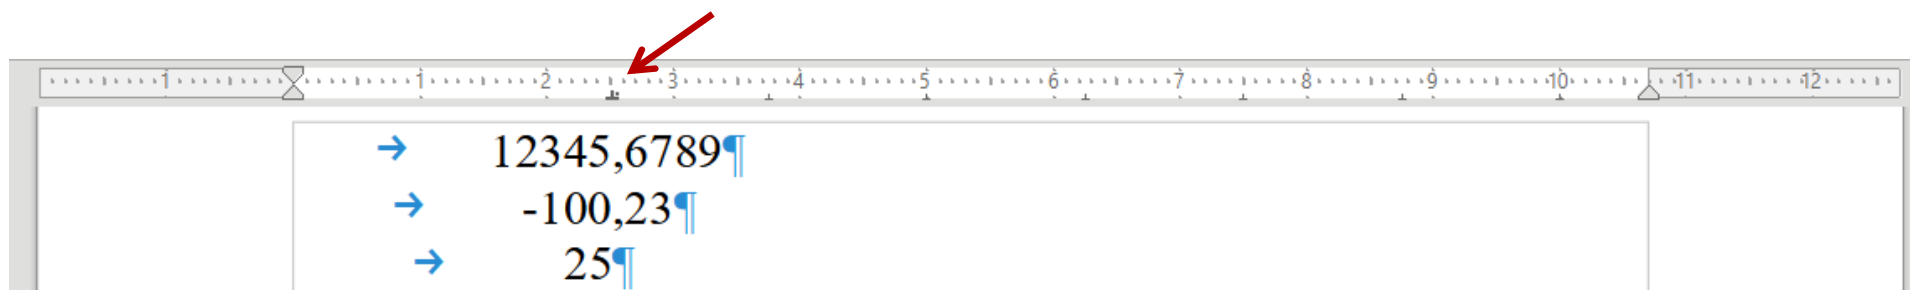 1 1 2 3 4 5 6 7 8 9 10 11 12
→ 12345,6789¶
→ -100,23¶
→ 25¶